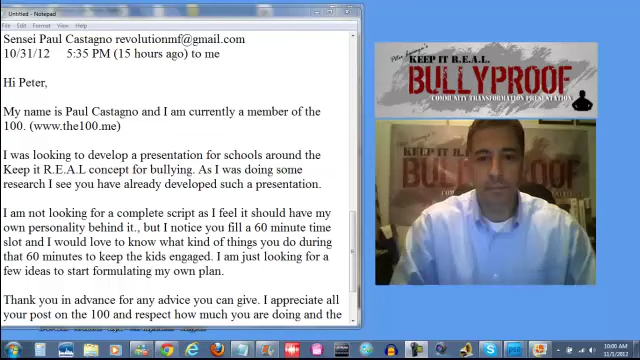 Untitled - Notepad
File Edit Format View Help
Sensei Paul Castagno revolutionmf@gmail.com
10/31/12 5:35 PM (15 hours ago) to me
Hi Peter,
My name is Paul Castagno and I am currently a member of the
100. (www.the100.me)
I was looking to develop a presentation for schools around the
Keep it R.E.A.L concept for bullying. As I was doing some
research I see you have already developed such a presentation.
I am not looking for a complete script as I feel it should have my
own personality behind it., but I notice you fill a 60 minute time
slot and I would love to know what kind of things you do during
that 60 minutes to keep the kids engaged. I am just looking for a
few ideas to start formulating my own plan.
Thank you in advance for any advice you can give. I appreciate all
your post on the 100 and respect how much you are doing and the
KEEP IT R.E.A.L.
BULLYPROOF
COMMUNITY TRANSFORMATION PRESENTATION
10:00 AM
11/1/2012